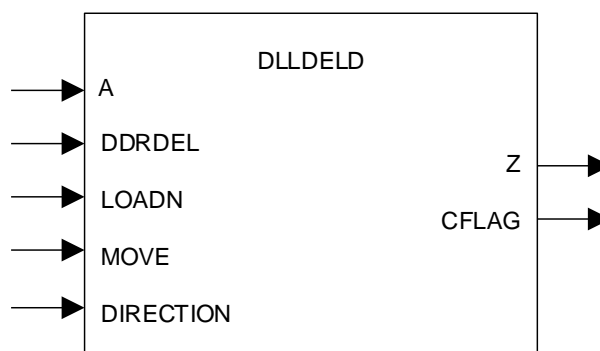 DLLDELD
A
DDRDEL
LOADN
MOVE
DIRECTION
Z
CFLAG